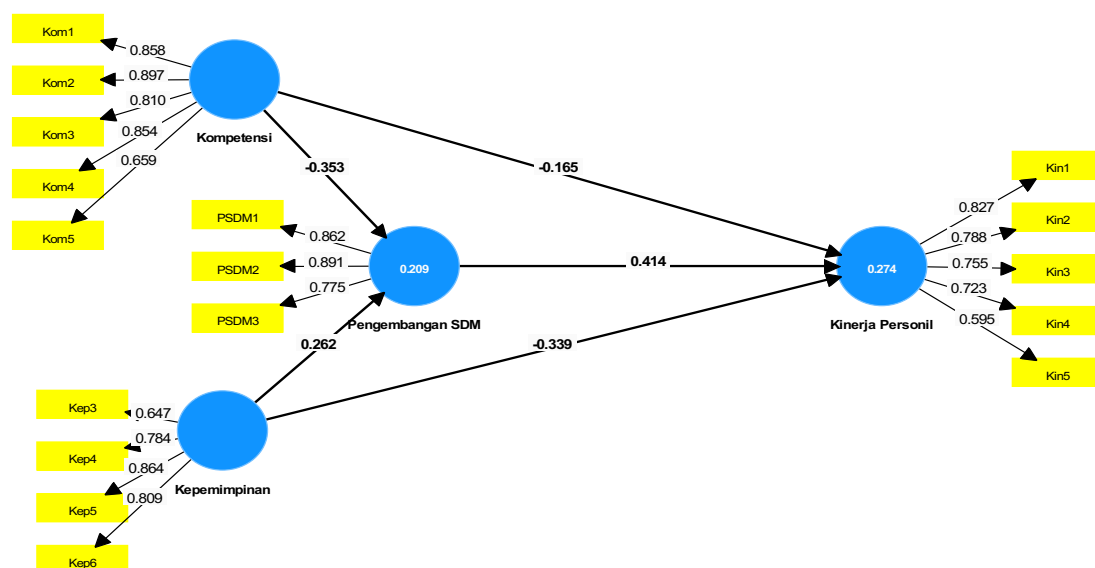 Kom1
0.858
Kom2
0.897
0.810
Kom3
0.854
Kompetensi
0.659
Kom4
Kom5
-0.353
-0.165
PSDM1
0.862
PSDM2
0.891
0.775
PSDM3
0.209
Pengembangan SDM
0.414
0.262
-0.339
Kin1
0.827
Kin2
0.788
0.755
Kin3
0.274
0.723
Kin4
0.595
Kinerja Personil
Kin5
Kep3
0.647
0.784
Kep4
0.864
Kepemimpinan
0.809
Kep5
Kep6